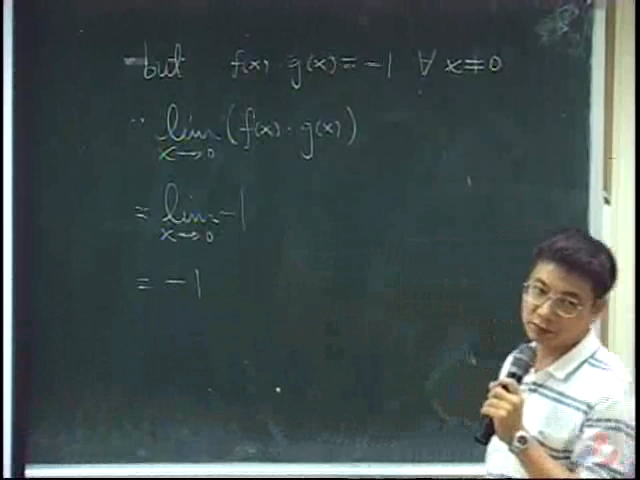 but f(x) · g(x) = -1 ∀ x≠0
∴ lim x→0 (f(x) · g(x))
= lim x→0 -1
= -1